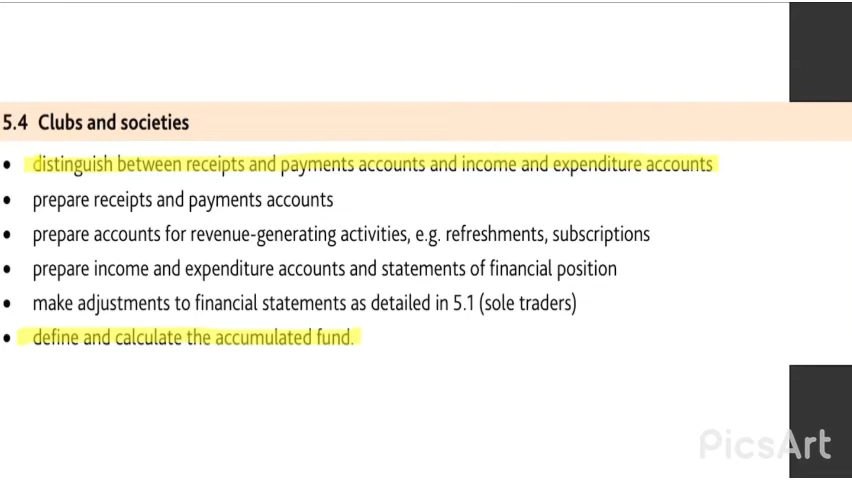 5.4 Clubs and societies
• distinguish between receipts and payments accounts and income and expenditure accounts
• prepare receipts and payments accounts
• prepare accounts for revenue-generating activities, e.g. refreshments, subscriptions
• prepare income and expenditure accounts and statements of financial position
• make adjustments to financial statements as detailed in 5.1 (sole traders)
• define and calculate the accumulated fund.
PicsArt